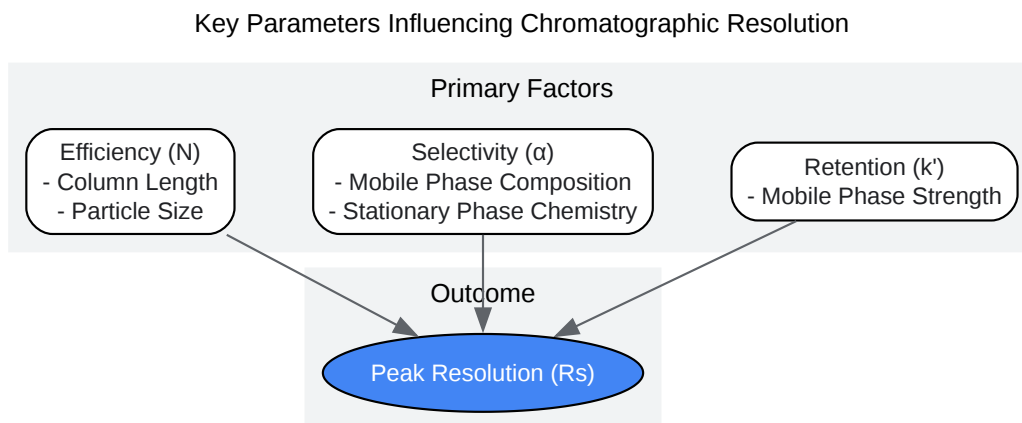 Key Parameters Influencing Chromatographic Resolution
Primary Factors
Efficiency (N)
- Column Length
- Particle Size
Selectivity (α)
- Mobile Phase Composition
- Stationary Phase Chemistry
Retention (k')
- Mobile Phase Strength
Outcome
Peak Resolution (Rs)